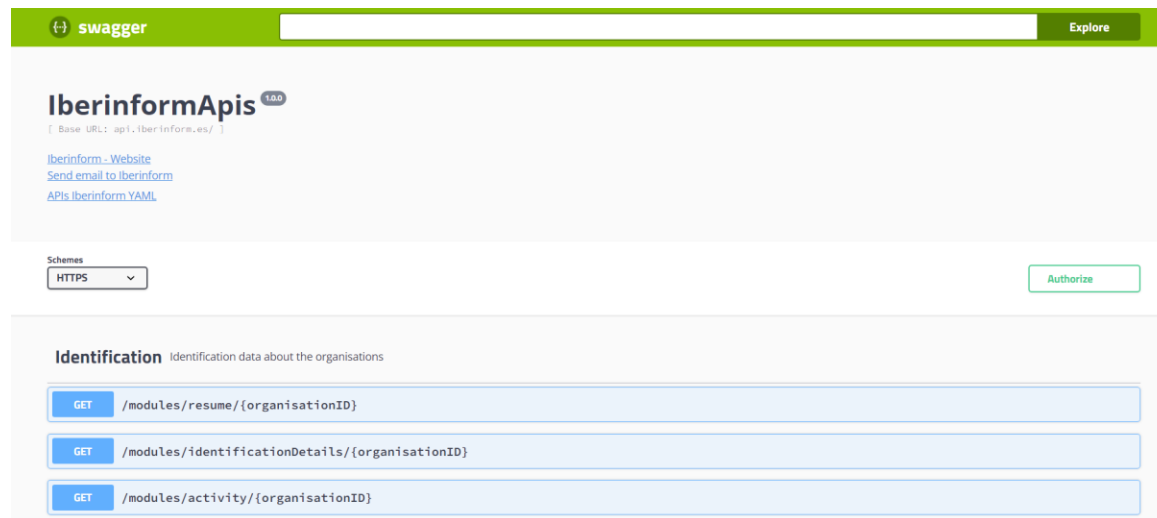 {··} swagger
Explore
IberinformApis 1.0.0
[ Base URL: api.iberinform.es/ ]
Iberinform - Website
Send email to Iberinform
APIs Iberinform YAML
Schemes
HTTPS
Authorize
Identification Identification data about the organisations
GET /modules/resume/{organisationID}
GET /modules/identificationDetails/{organisationID}
GET /modules/activity/{organisationID}